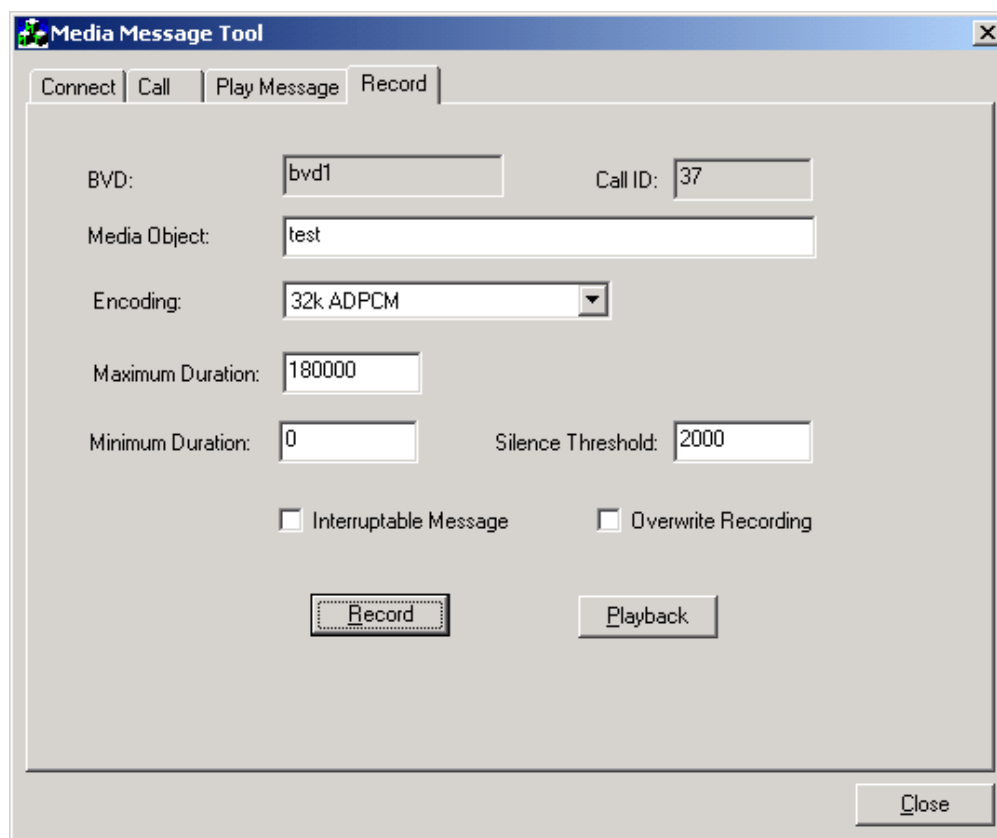 Media Message Tool
Connect Call Play Message Record
BVD: bvd1 Call ID: 37
Media Object: test
Encoding: 32k ADPCM
Maximum Duration: 180000
Minimum Duration: 0 Silence Threshold: 2000
Interruptable Message Overwrite Recording
Record Playback
Close